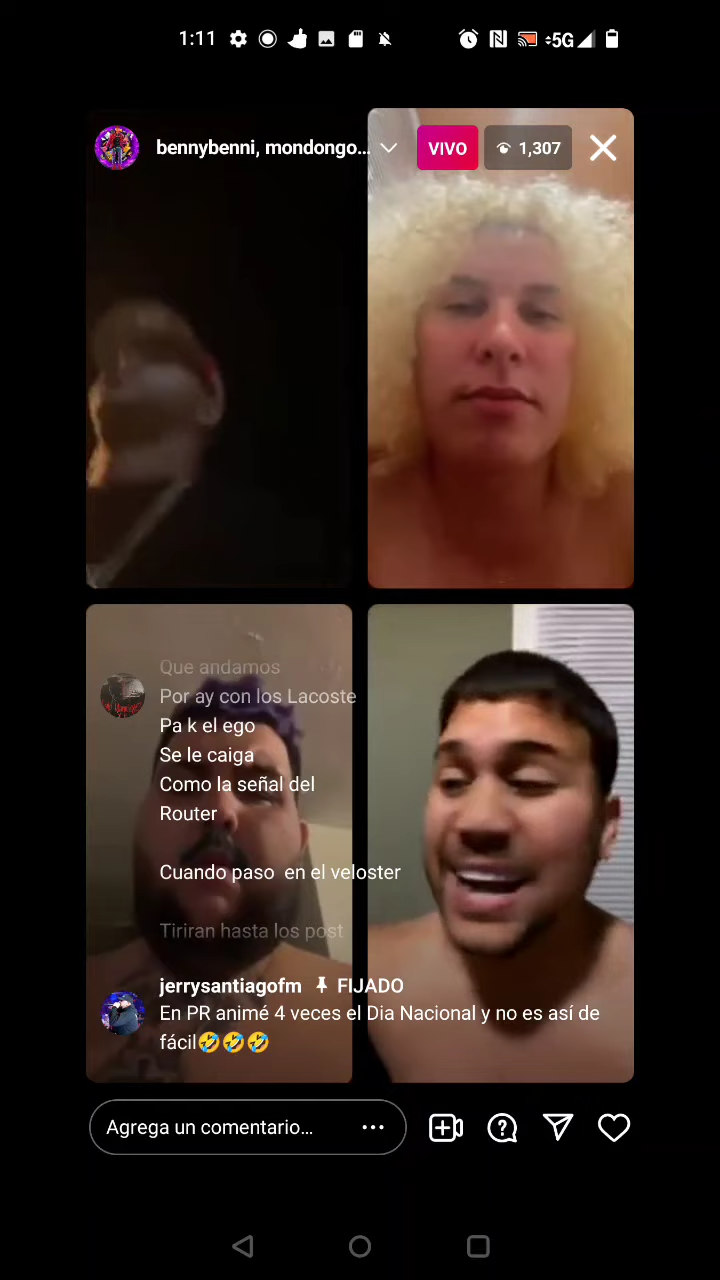 1:11
5G
bennybenni, mondongo...
VIVO
1,307
Que andamos
Por ay con los Lacoste
Pa k el ego
Se le caiga
Como la señal del
Router
Cuando paso  en el veloster
Tiriran hasta los post
jerrysantiagofm FIJADO
En PR animé 4 veces el Dia Nacional y no es así de
fácil🤣🤣🤣
Agrega un comentario...